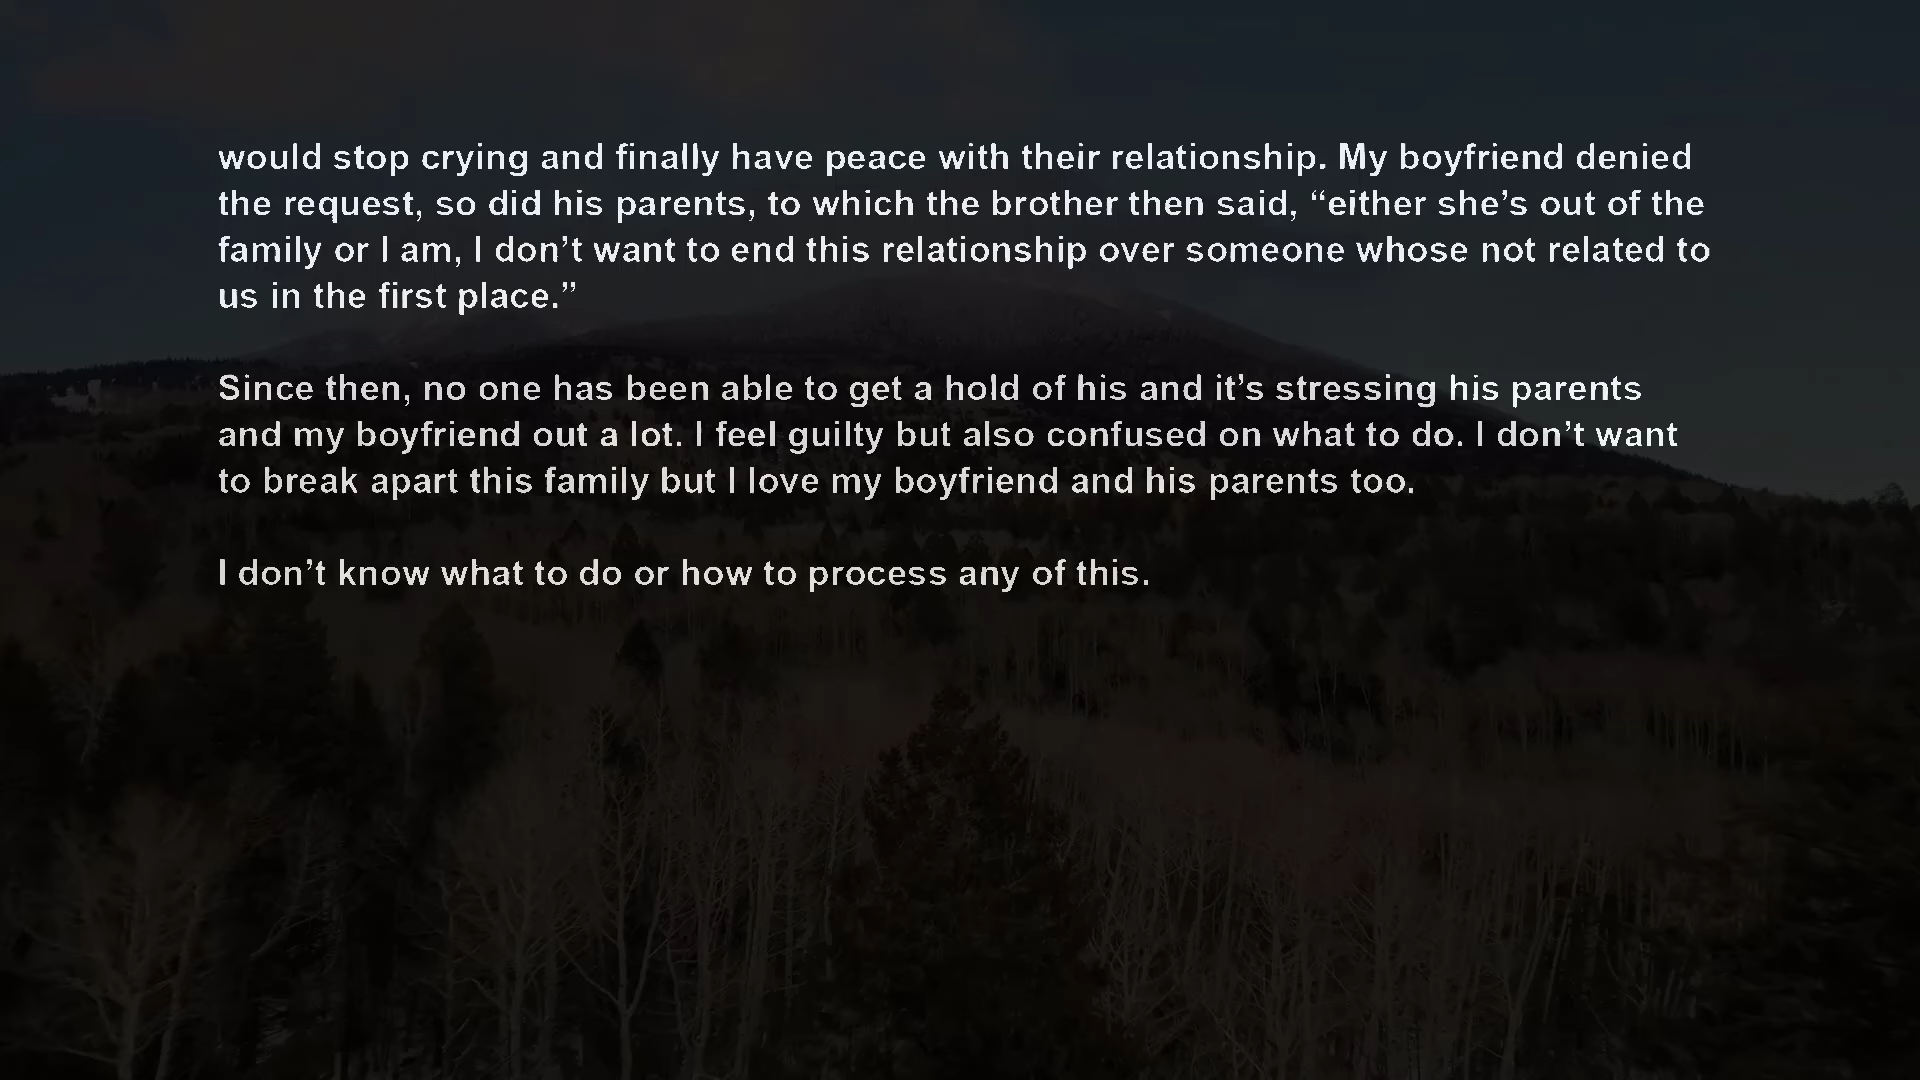 would stop crying and finally have peace with their relationship. My boyfriend denied
the request, so did his parents, to which the brother then said, “either she’s out of the
family or I am, I don’t want to end this relationship over someone whose not related to
us in the first place.”
Since then, no one has been able to get a hold of his and it’s stressing his parents
and my boyfriend out a lot. I feel guilty but also confused on what to do. I don’t want
to break apart this family but I love my boyfriend and his parents too.
I don’t know what to do or how to process any of this.